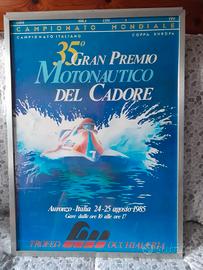 CAMPIONATO MONDIALE
CAMPIONATO ITALIANO COPPA EUROPA
35° GRAN PREMIO
MOTONAUTICO
DEL CADORE
Auronzo - Italia 24-25 agosto 1985
Gare dalle ore 16 alle ore 17
TROFEO OCCHIALERIA